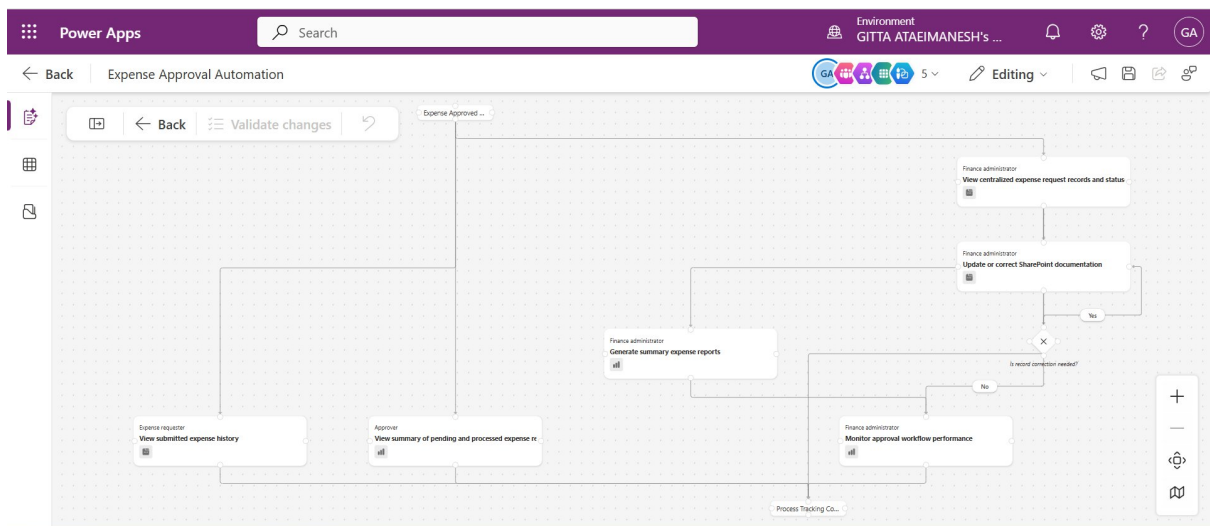 Power Apps
Search
Environment
GITTA ATAEIMANESH's ...
?
GA
Back
Expense Approval Automation
GA
5
Editing
Back
Validate changes
Expense Approved ...
Finance administrator
View centralized expense request records and status
Finance administrator
Update or correct SharePoint documentation
Yes
Finance administrator
Generate summary expense reports
Is record correction needed?
No
Expense requester
View submitted expense history
Approver
View summary of pending and processed expense re
Finance administrator
Monitor approval workflow performance
Process Tracking Co...